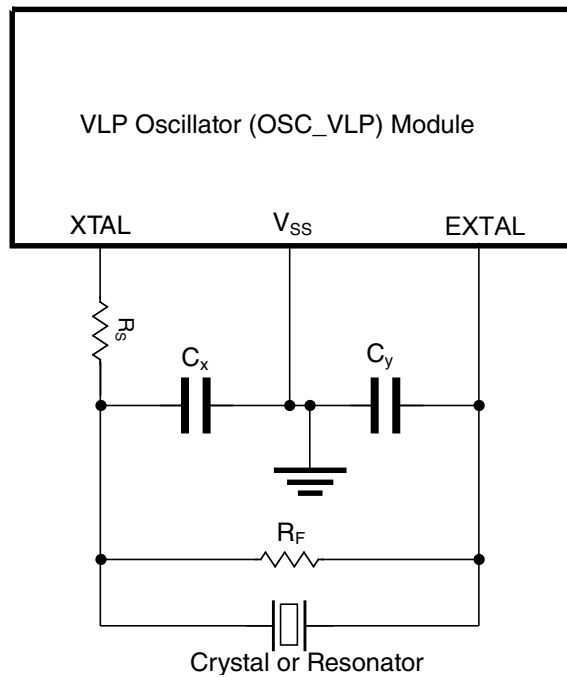 VLP Oscillator (OSC_VLP) Module
XTAL
VSS
EXTAL
RS
Cx
Cy
RF
Crystal or Resonator